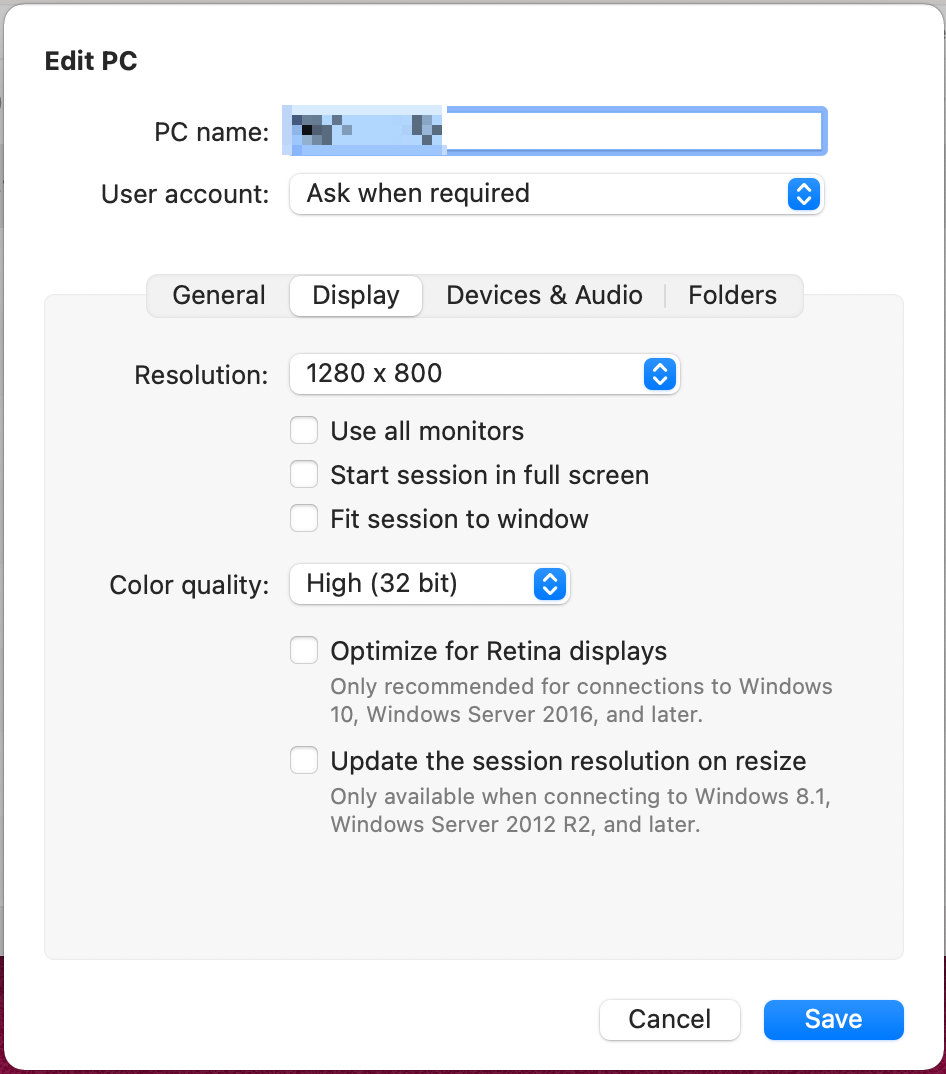 Edit PC
PC name:
User account: Ask when required
General Display Devices & Audio Folders
Resolution: 1280 x 800
Use all monitors
Start session in full screen
Fit session to window
Color quality: High (32 bit)
Optimize for Retina displays
Only recommended for connections to Windows
10, Windows Server 2016, and later.
Update the session resolution on resize
Only available when connecting to Windows 8.1,
Windows Server 2012 R2, and later.
Cancel Save